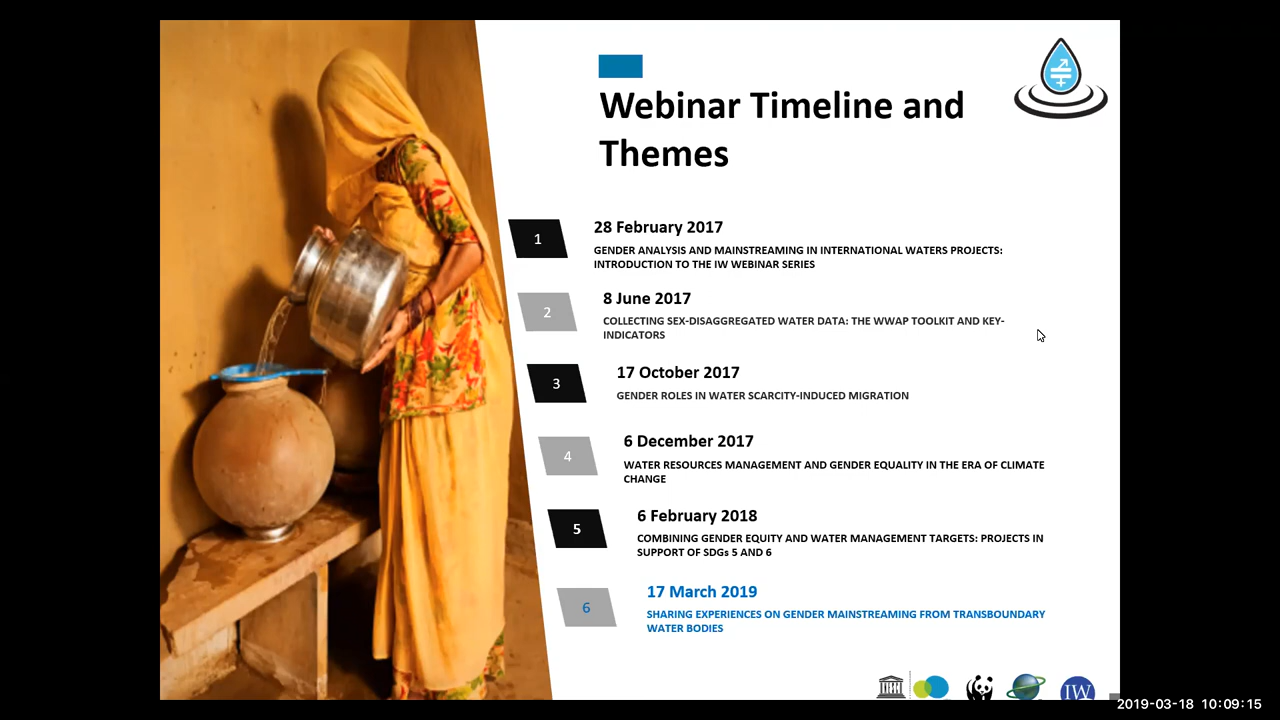 Webinar Timeline and
Themes
1
28 February 2017
GENDER ANALYSIS AND MAINSTREAMING IN INTERNATIONAL WATERS PROJECTS:
INTRODUCTION TO THE IW WEBINAR SERIES
2
8 June 2017
COLLECTING SEX-DISAGGREGATED WATER DATA: THE WWAP TOOLKIT AND KEY-
INDICATORS
3
17 October 2017
GENDER ROLES IN WATER SCARCITY-INDUCED MIGRATION
4
6 December 2017
WATER RESOURCES MANAGEMENT AND GENDER EQUALITY IN THE ERA OF CLIMATE
CHANGE
5
6 February 2018
COMBINING GENDER EQUITY AND WATER MANAGEMENT TARGETS: PROJECTS IN
SUPPORT OF SDGs 5 AND 6
6
17 March 2019
SHARING EXPERIENCES ON GENDER MAINSTREAMING FROM TRANSBOUNDARY
WATER BODIES
IW
2019-03-18 10:09:15